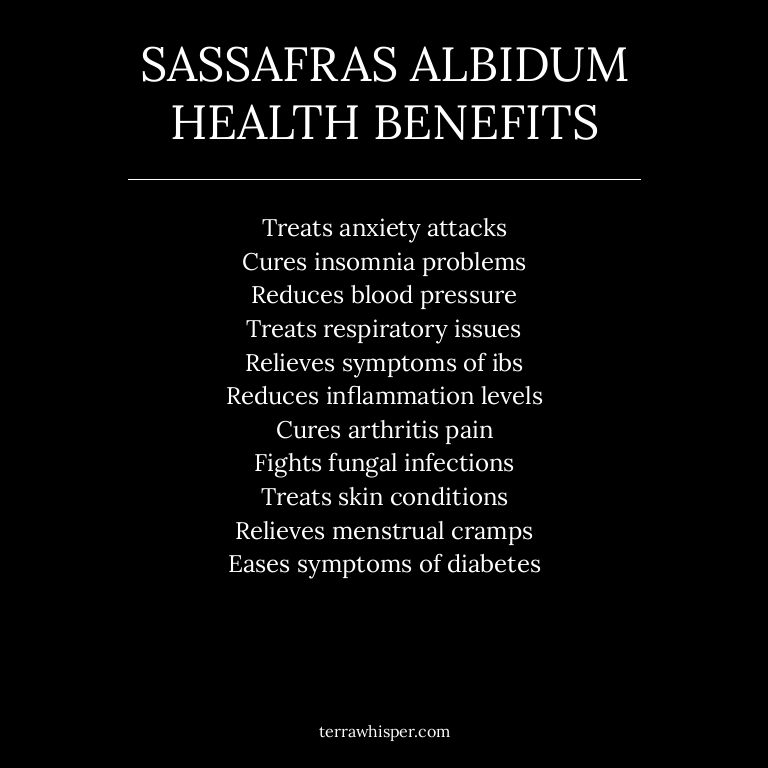 SASSAFRAS ALBIDUM
HEALTH BENEFITS
Treats anxiety attacks
Cures insomnia problems
Reduces blood pressure
Treats respiratory issues
Relieves symptoms of ibs
Reduces inflammation levels
Cures arthritis pain
Fights fungal infections
Treats skin conditions
Relieves menstrual cramps
Eases symptoms of diabetes
terrawhisper.com